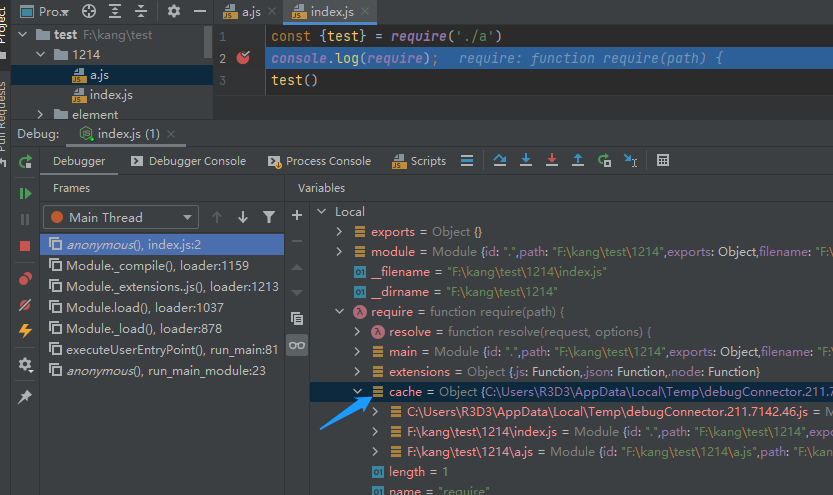 Project
Pull Requests
Pro...
test F:\kang\test
1214
a.js
index.js
element
a.js
index.js
1 const {test} = require('./a')
2 console.log(require); require: function require(path) {
3 test()
Debug:
index.js (1)
Debugger
Debugger Console
Process Console
Scripts
Frames
Variables
Main Thread
anonymous(), index.js:2
Module._compile(), loader:1159
Module._extensions..js(), loader:1213
Module.load(), loader:1037
Module._load(), loader:878
executeUserEntryPoint(), run_main:81
anonymous(), run_main_module:23
Local
exports = Object {}
module = Module {id: ".",path: "F:\kang\test\1214",exports: Object,filename: "F:
01 __filename = "F:\kang\test\1214\index.js"
01 __dirname = "F:\kang\test\1214"
λ require = function require(path) {
λ resolve = function resolve(request, options) {
main = Module {id: ".",path: "F:\kang\test\1214",exports: Object,filename: "F:
extensions = Object {.js: Function,.json: Function,.node: Function}
cache = Object {C:\Users\R3D3\AppData\Local\Temp\debugConnector.211.7
C:\Users\R3D3\AppData\Local\Temp\debugConnector.211.7142.46.js = M
F:\kang\test\1214\index.js = Module {id: ".",path: "F:\kang\test\1214",expor
F:\kang\test\1214\a.js = Module {id: "F:\kang\test\1214\a.js",path: "F:\kang
01 length = 1
01 name = "require"